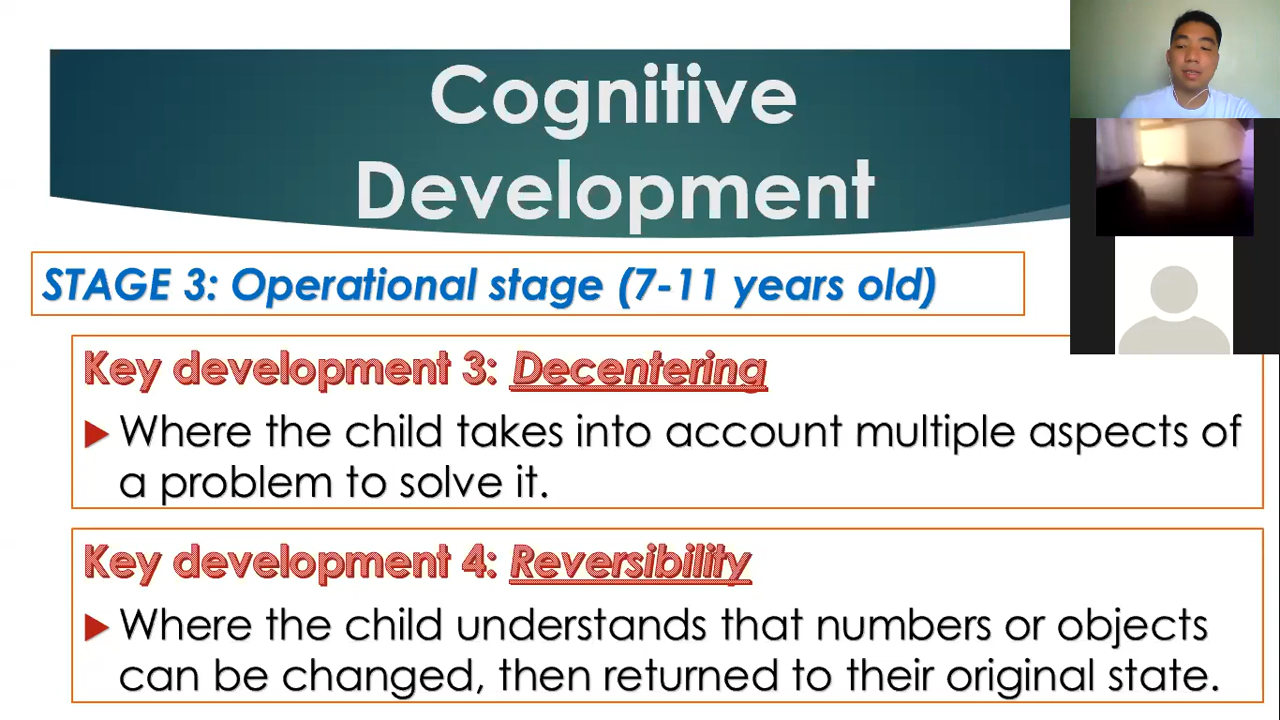 Cognitive
Development
STAGE 3: Operational stage (7-11 years old)
Key development 3: Decentering
Where the child takes into account multiple aspects of
a problem to solve it.
Key development 4: Reversibility
Where the child understands that numbers or objects
can be changed, then returned to their original state.